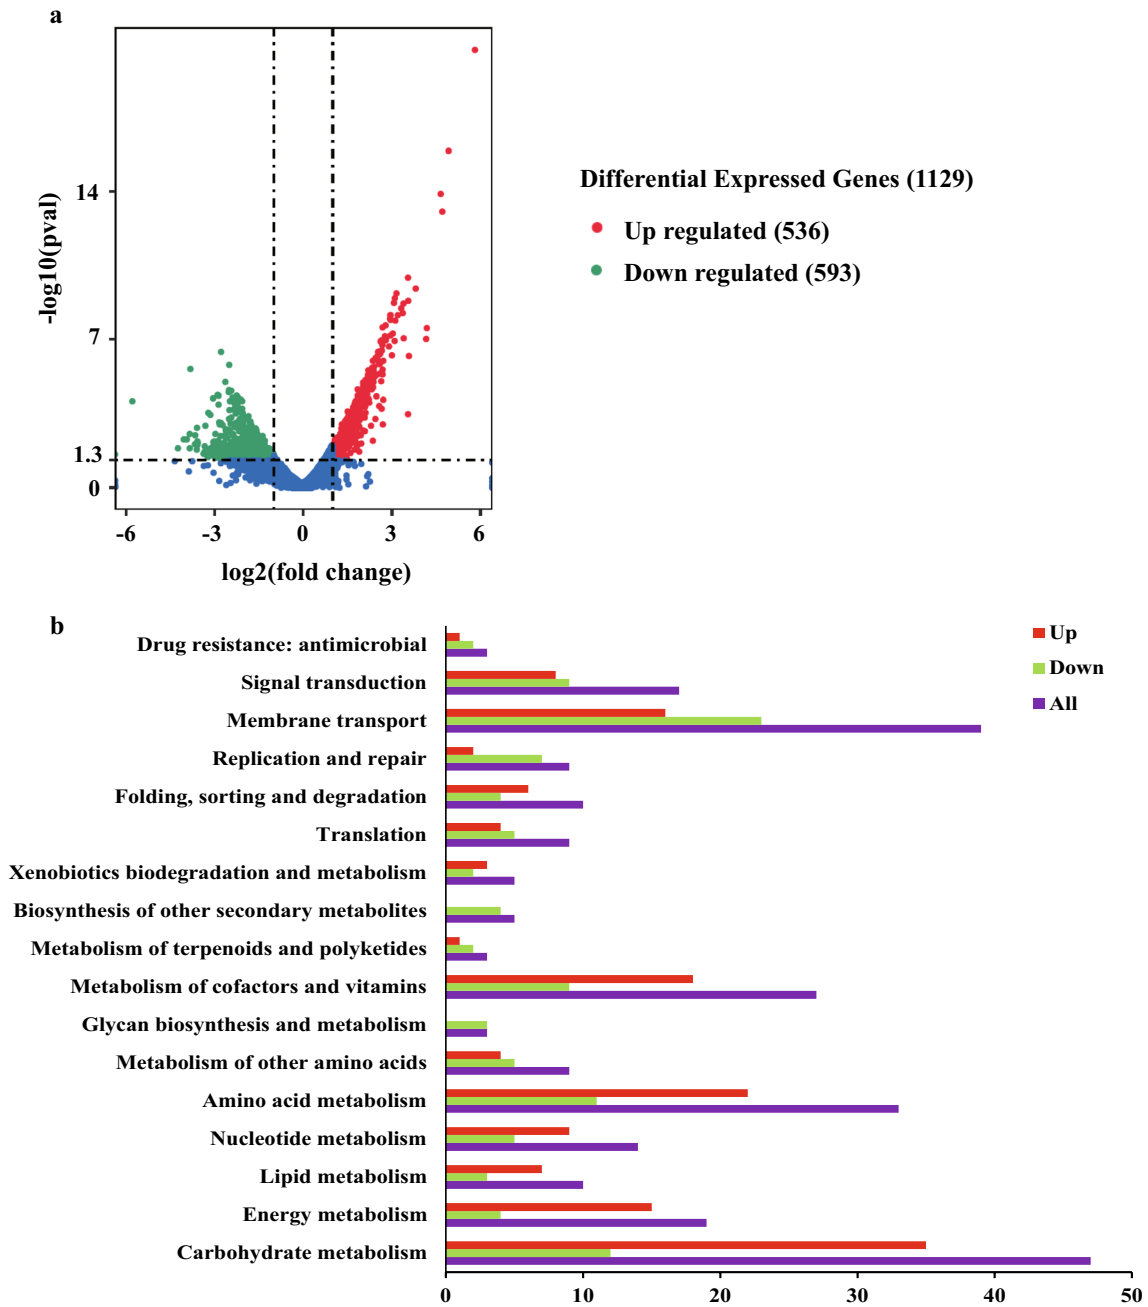 a
-log10(pval)
14
7
1.3
0
-6 -3 0 3 6
log2(fold change)
Differential Expressed Genes (1129)
Up regulated (536)
Down regulated (593)
b
Drug resistance: antimicrobial
Signal transduction
Membrane transport
Replication and repair
Folding, sorting and degradation
Translation
Xenobiotics biodegradation and metabolism
Biosynthesis of other secondary metabolites
Metabolism of terpenoids and polyketides
Metabolism of cofactors and vitamins
Glycan biosynthesis and metabolism
Metabolism of other amino acids
Amino acid metabolism
Nucleotide metabolism
Lipid metabolism
Energy metabolism
Carbohydrate metabolism
0 10 20 30 40 50
Up
Down
All